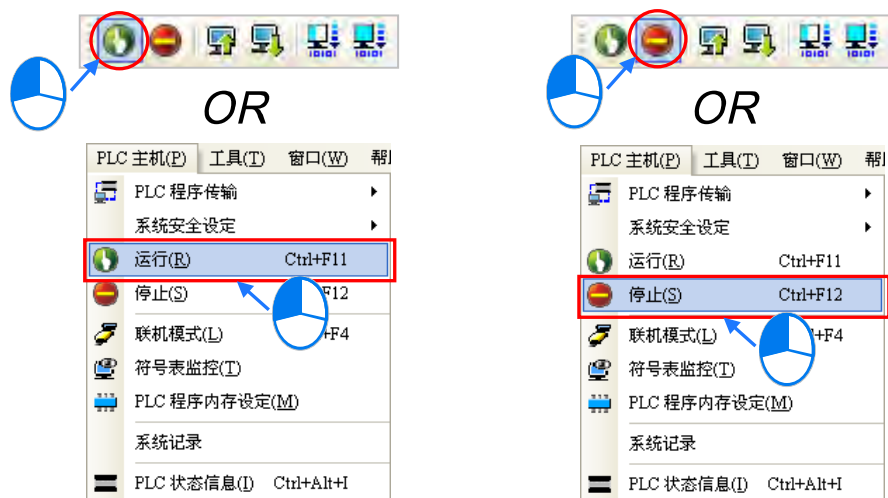 OR
PLC 主机(P) 工具(T) 窗口(W)
PLC 程序传输
系统安全设定
运行(R) Ctrl+F11
停止(S) F12
联机模式(L) +F4
符号表监控(T)
PLC 程序内存设定(M)
系统记录
PLC 状态信息(I) Ctrl+Alt+I
OR
PLC 主机(P) 工具(T) 窗口(W)
PLC 程序传输
系统安全设定
运行(R) Ctrl+F11
停止(S) Ctrl+F12
联机模式(L) +F4
符号表监控(T)
PLC 程序内存设定(M)
系统记录
PLC 状态信息(I) Ctrl+Alt+I